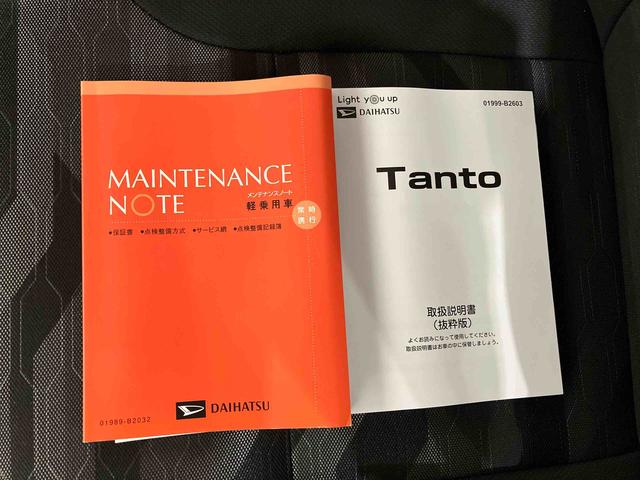 MAINTENANCE
NOTE
メンテナンスノート
軽乗用車
常時
携行
•保証書 •点検整備方式 •サービス網 •点検整備記録簿
01989-B2032
DAIHATSU
Light you up
DAIHATSU
01999-B2603
Tanto
取扱説明書
（抜粋版）
よくお読みになって使用してください。
取扱説明書はお車の中に保管しましょう。